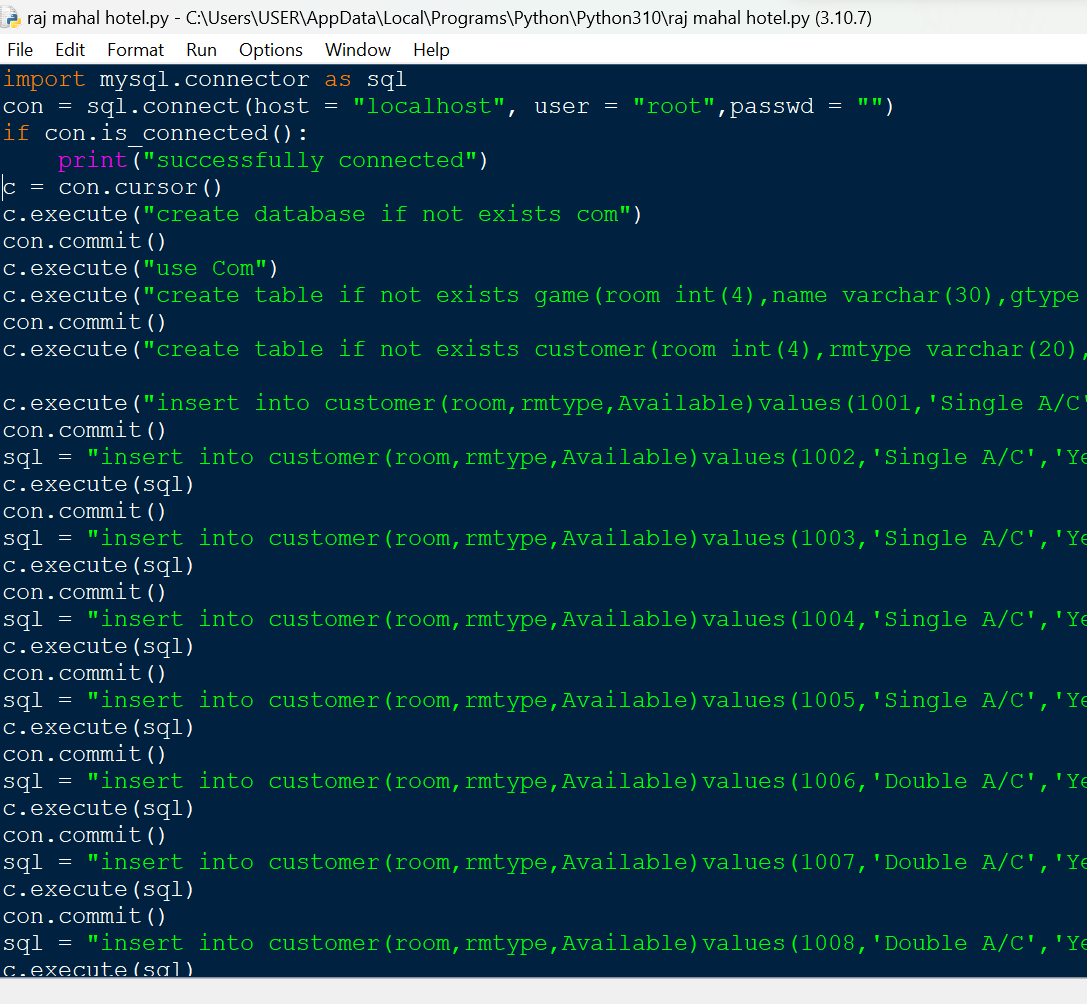 raj mahal hotel.py - C:\Users\USER\AppData\Local\Programs\Python\Python310\raj mahal hotel.py (3.10.7)
File Edit Format Run Options Window Help
import mysql.connector as sql
con = sql.connect(host = "localhost", user = "root",passwd = "")
if con.is_connected():
    print("successfully connected")
c = con.cursor()
c.execute("create database if not exists com")
con.commit()
c.execute("use Com")
c.execute("create table if not exists game(room int(4),name varchar(30),gtype
con.commit()
c.execute("create table if not exists customer(room int(4),rmtype varchar(20),
c.execute("insert into customer(room,rmtype,Available)values(1001,'Single A/C'
con.commit()
sql = "insert into customer(room,rmtype,Available)values(1002,'Single A/C','Ye
c.execute(sql)
con.commit()
sql = "insert into customer(room,rmtype,Available)values(1003,'Single A/C','Ye
c.execute(sql)
con.commit()
sql = "insert into customer(room,rmtype,Available)values(1004,'Single A/C','Ye
c.execute(sql)
con.commit()
sql = "insert into customer(room,rmtype,Available)values(1005,'Single A/C','Ye
c.execute(sql)
con.commit()
sql = "insert into customer(room,rmtype,Available)values(1006,'Double A/C','Ye
c.execute(sql)
con.commit()
sql = "insert into customer(room,rmtype,Available)values(1007,'Double A/C','Ye
c.execute(sql)
con.commit()
sql = "insert into customer(room,rmtype,Available)values(1008,'Double A/C','Ye
c.execute(sql)